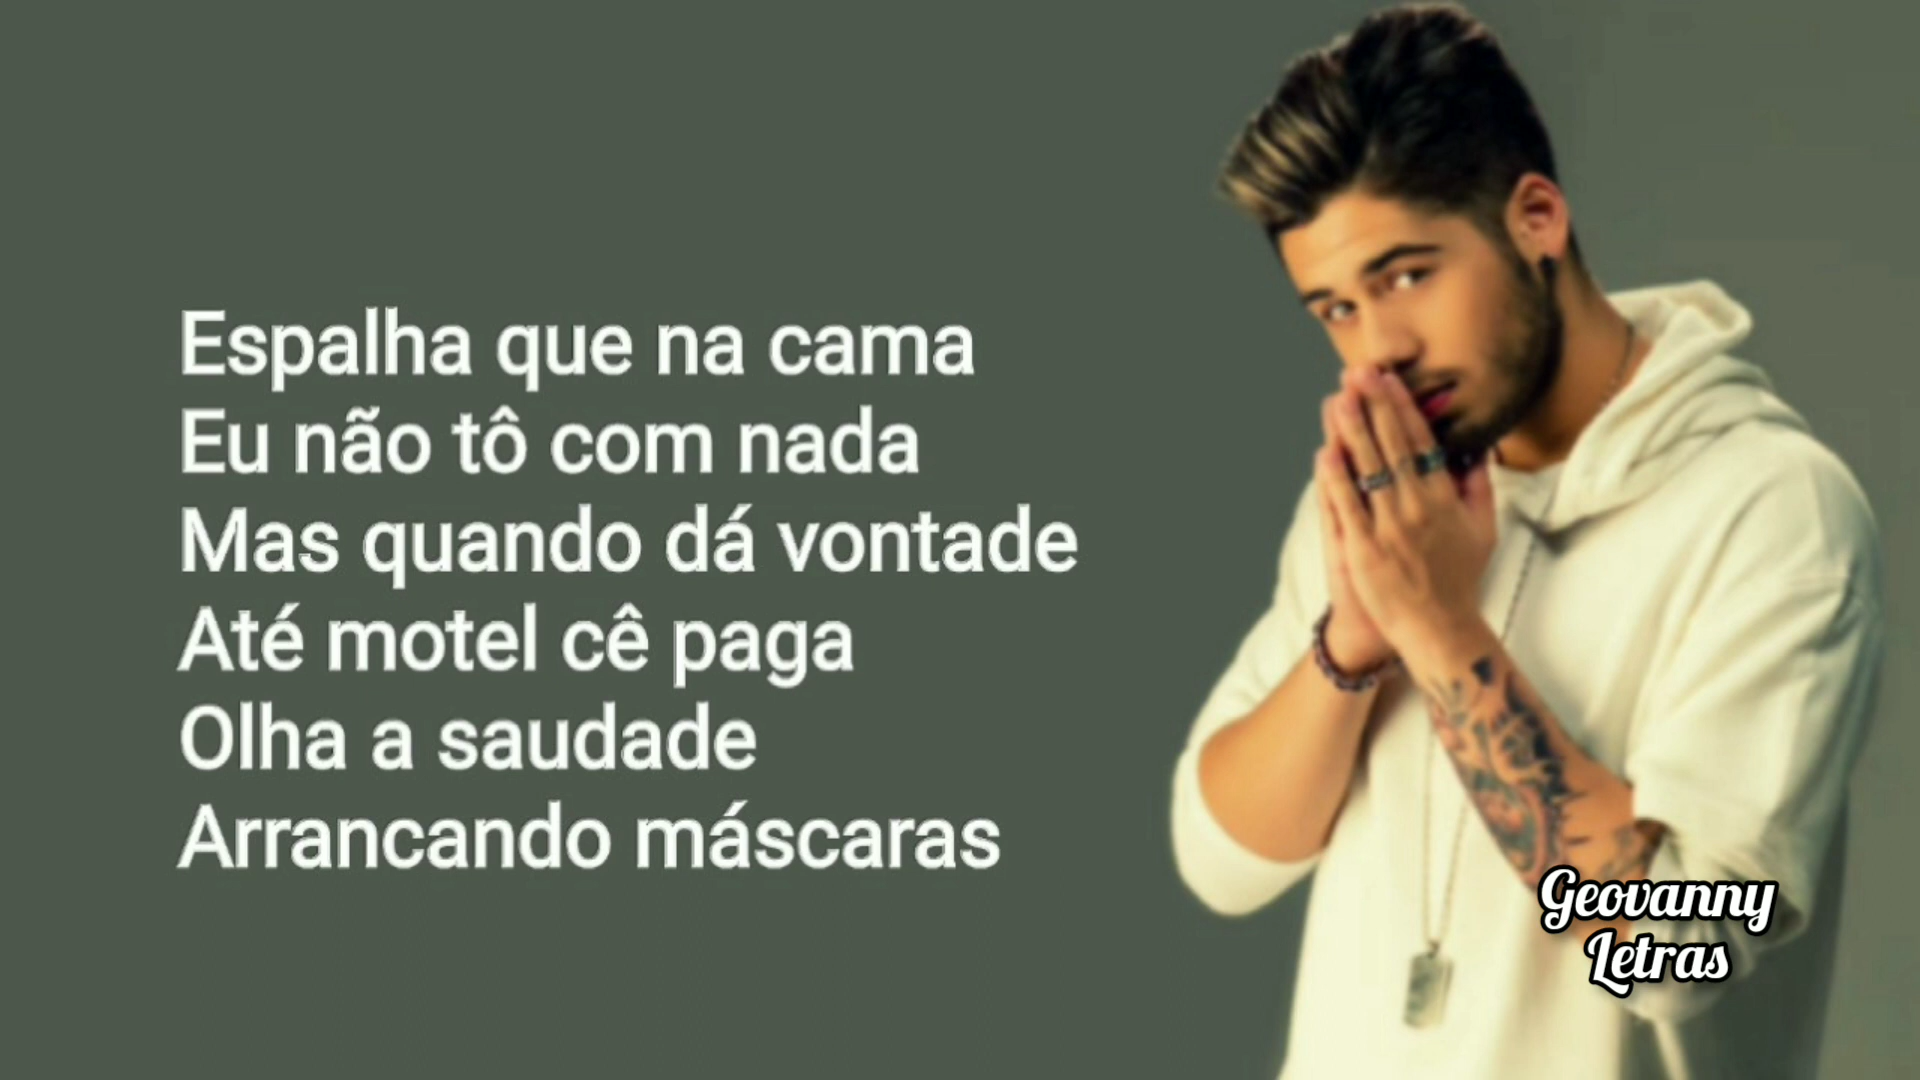 Espalha que na cama
Eu não tô com nada
Mas quando dá vontade
Até motel cê paga
Olha a saudade
Arrancando máscaras
Geovanny
Letras